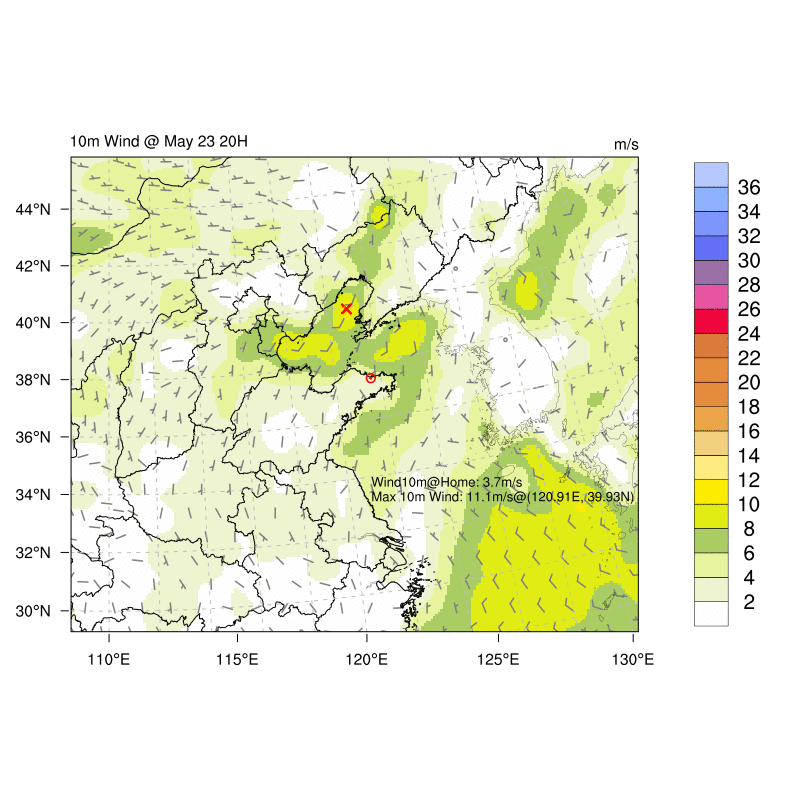 10m Wind @ May 23 20H
m/s
44°N
42°N
40°N
38°N
36°N
34°N
32°N
30°N
110°E
115°E
120°E
125°E
130°E
Wind10m@Home: 3.7m/s
Max 10m Wind: 11.1m/s@(120.91E, 39.93N)
36
34
32
30
28
26
24
22
20
18
16
14
12
10
8
6
4
2